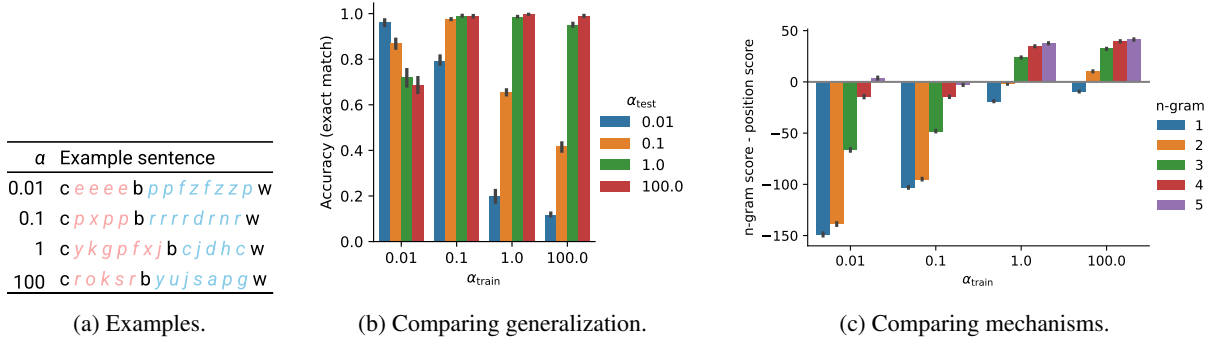 α Example sentence
0.01 c e e e e b p p f z f z z p w
0.1 c p x p p b r r r r d r n r w
1 c y k g p f x j b c j d h c w
100 c r o k s r b y u j s a p g w
(a) Examples.
Accuracy (exact match)
1.0
0.8
0.6
0.4
0.2
0.0
0.01 0.1 1.0 100.0
α_train
α_test
0.01
0.1
1.0
100.0
(b) Comparing generalization.
n-gram score - position score
50
0
−50
−100
−150
0.01 0.1 1.0 100.0
α_train
n-gram
1
2
3
4
5
(c) Comparing mechanisms.